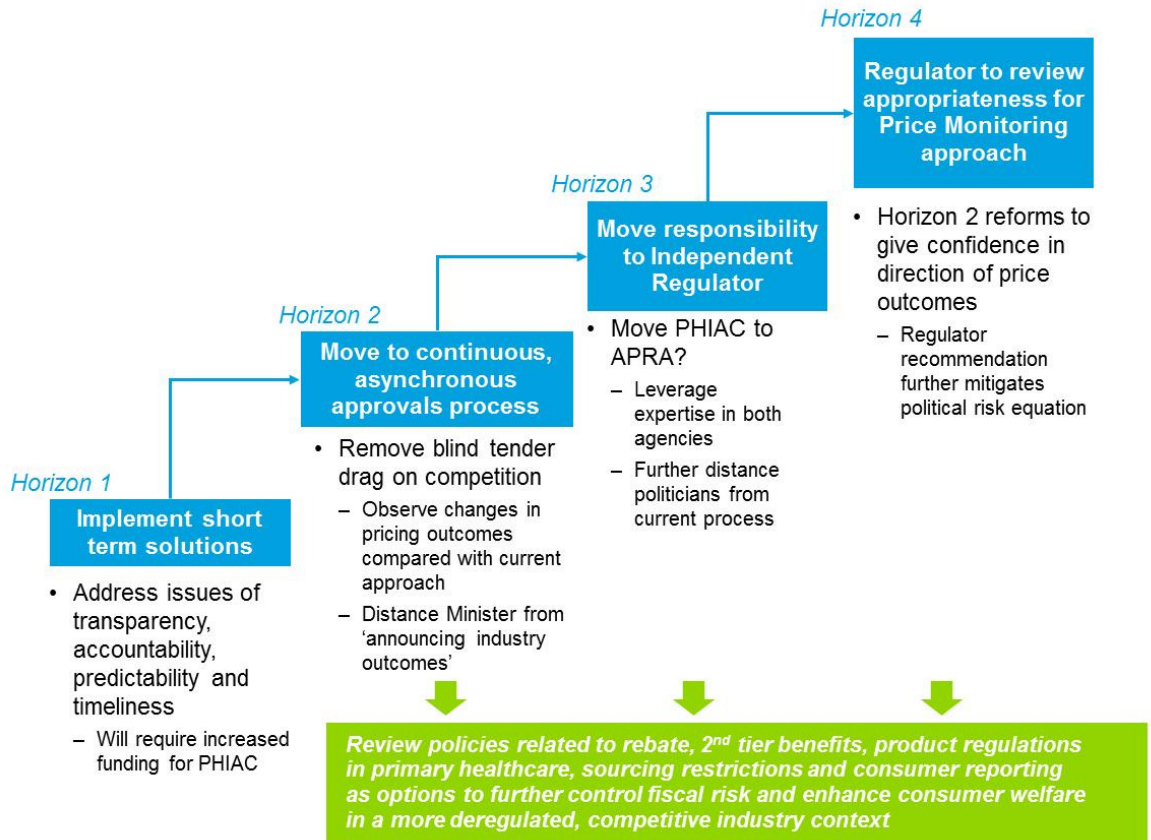 Horizon 1
Implement short
term solutions
• Address issues of
transparency,
accountability,
predictability and
timeliness
– Will require increased
funding for PHIAC
Horizon 2
Move to continuous,
asynchronous
approvals process
• Remove blind tender
drag on competition
– Observe changes in
pricing outcomes
compared with current
approach
– Distance Minister from
‘announcing industry
outcomes’
Horizon 3
Move responsibility
to Independent
Regulator
• Move PHIAC to
APRA?
– Leverage
expertise in both
agencies
– Further distance
politicians from
current process
Horizon 4
Regulator to review
appropriateness for
Price Monitoring
approach
• Horizon 2 reforms to
give confidence in
direction of price
outcomes
– Regulator
recommendation
further mitigates
political risk equation
Review policies related to rebate, 2nd tier benefits, product regulations
in primary healthcare, sourcing restrictions and consumer reporting
as options to further control fiscal risk and enhance consumer welfare
in a more deregulated, competitive industry context